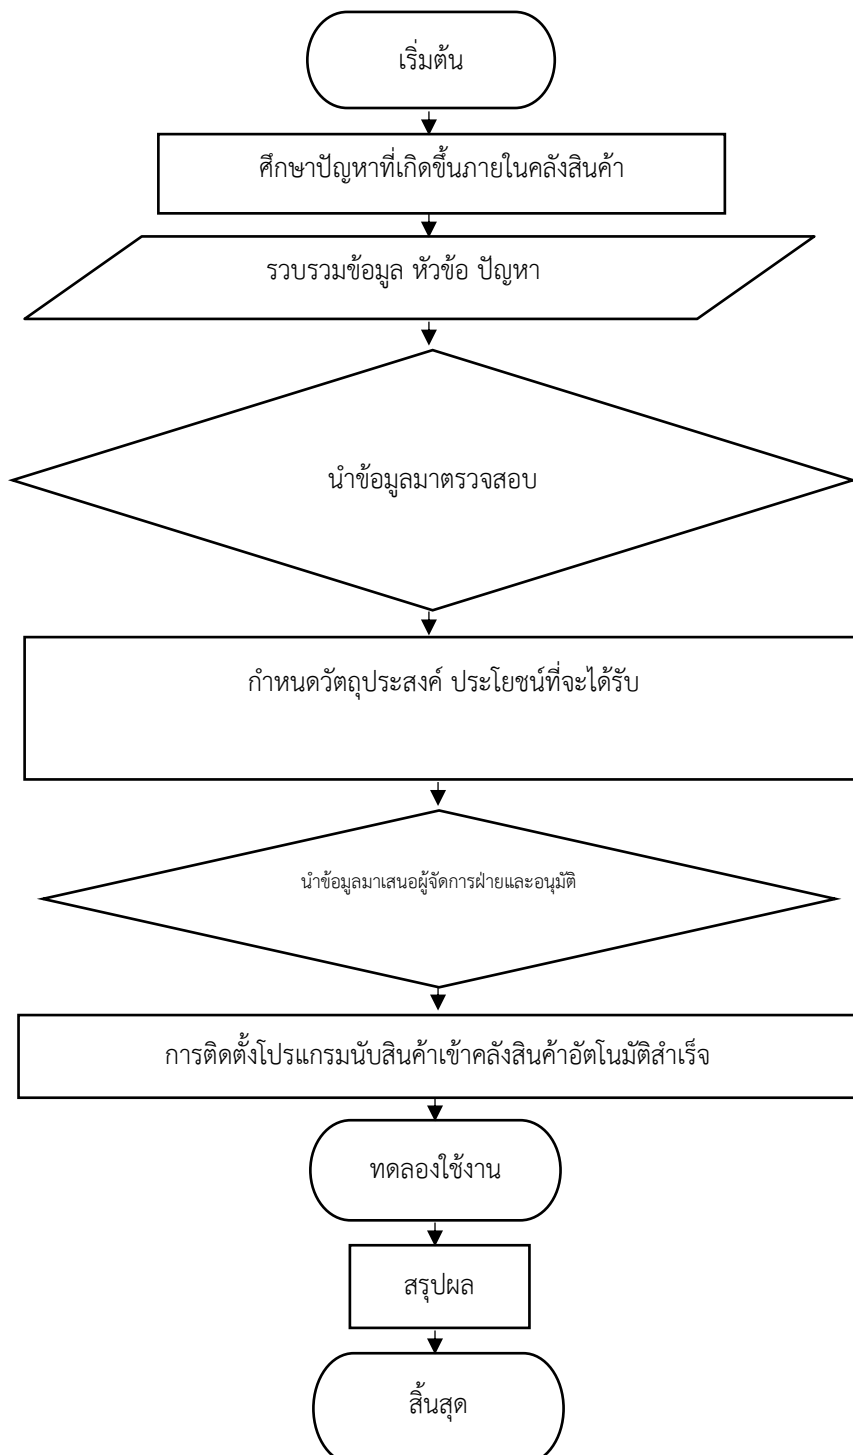 เริ่มต้น
ศึกษาปัญหาที่เกิดขึ้นภายในคลังสินค้า
รวบรวมข้อมูล หัวข้อ ปัญหา
นำข้อมูลมาตรวจสอบ
กำหนดวัตถุประสงค์ ประโยชน์ที่จะได้รับ
นำข้อมูลมาเสนอผู้จัดการฝ่ายและอนุมัติ
การติดตั้งโปรแกรมนับสินค้าเข้าคลังสินค้าอัตโนมัติสำเร็จ
ทดลองใช้งาน
สรุปผล
สิ้นสุด